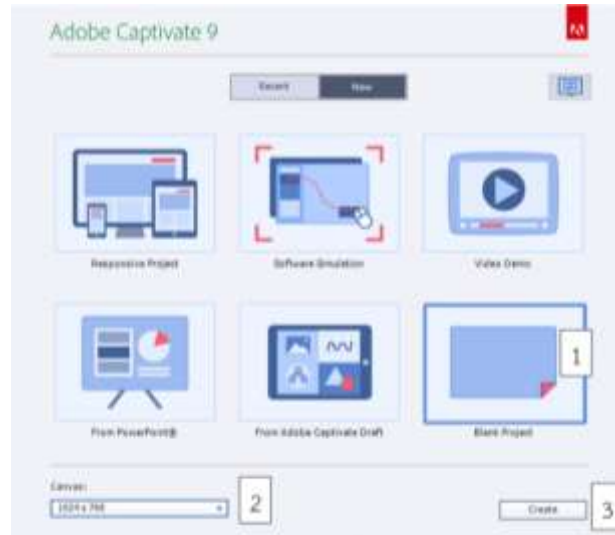 Adobe Captivate 9
Recent New
Responsive Project Software Simulation Video Demo
1
From PowerPoint® From Adobe Captivate Draft Blank Project
Canvas:
1024 x 768 2
Create 3